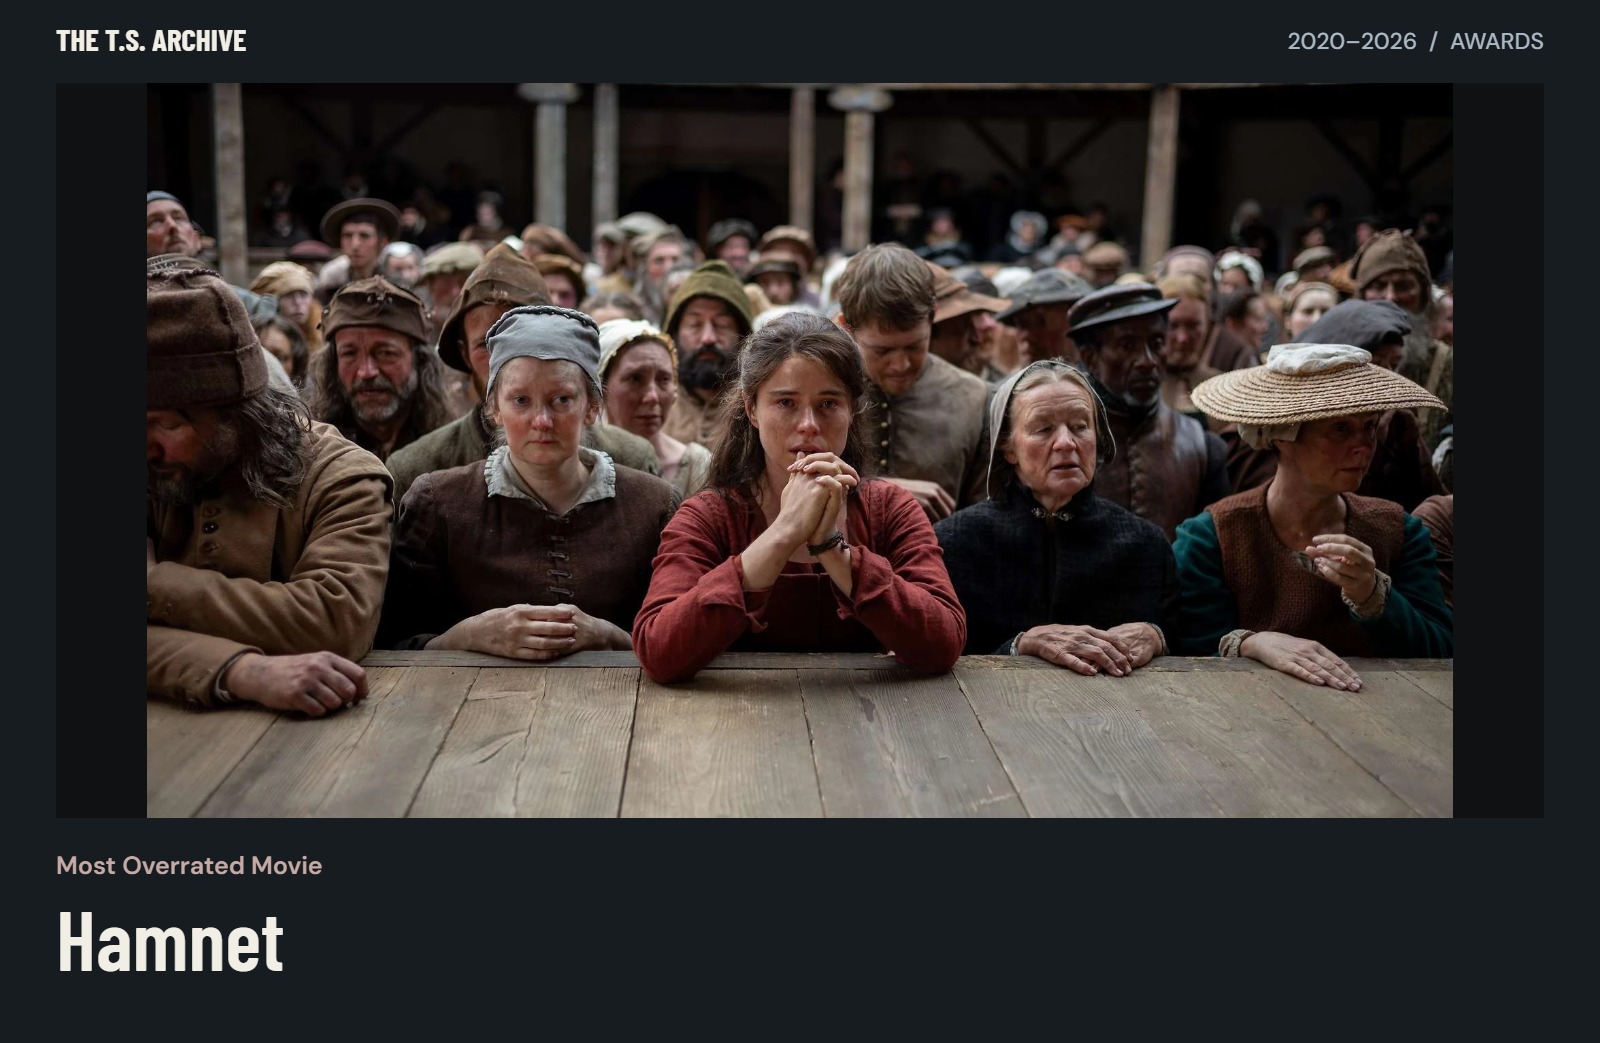 THE T.S. ARCHIVE
2020–2026 / AWARDS
Most Overrated Movie
Hamnet